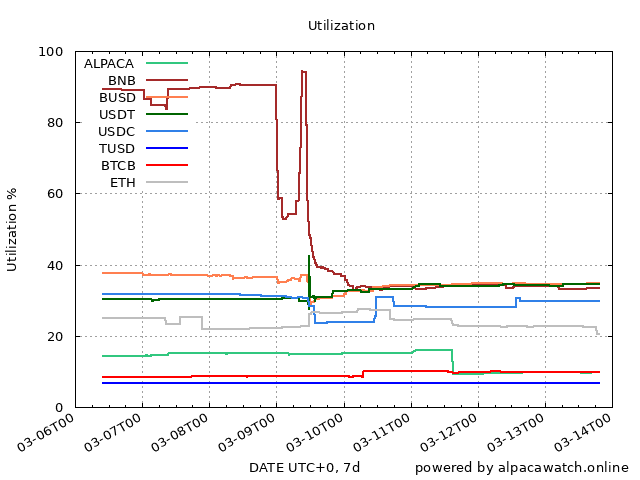 Utilization
100
80
60
40
20
0
Utilization %
ALPACA
BNB
BUSD
USDT
USDC
TUSD
BTCB
ETH
03-06T00
03-07T00
03-08T00
03-09T00
03-10T00
03-11T00
03-12T00
03-13T00
03-14T00
DATE UTC+0, 7d
powered by alpacawatch.online